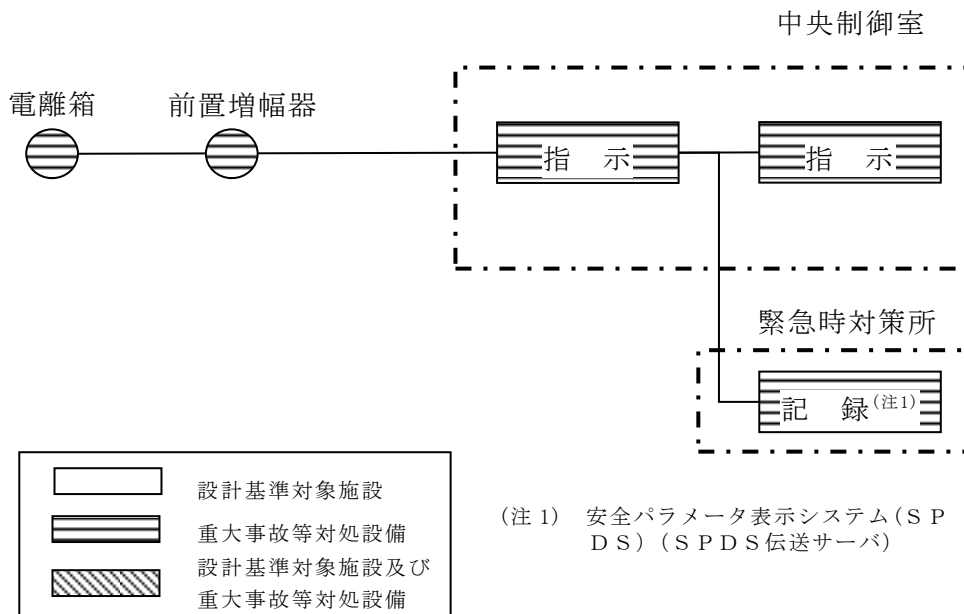 中央制御室
電離箱
前置増幅器
指　示
指　示
緊急時対策所
記　録(注1)
設計基準対象施設
重大事故等対処設備
設計基準対象施設及び
重大事故等対処設備
(注 1)　安全パラメータ表示システム(ＳＰ
ＤＳ)(ＳＰＤＳ伝送サーバ)